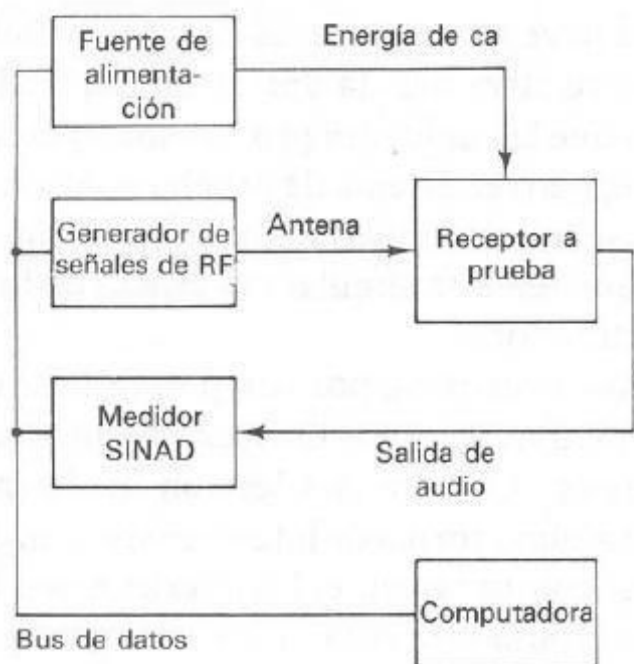 Fuente de
alimenta-
ción
Energía de ca
Generador de
señales de RF
Antena
Receptor a
prueba
Medidor
SINAD
Salida de
audio
Computadora
Bus de datos